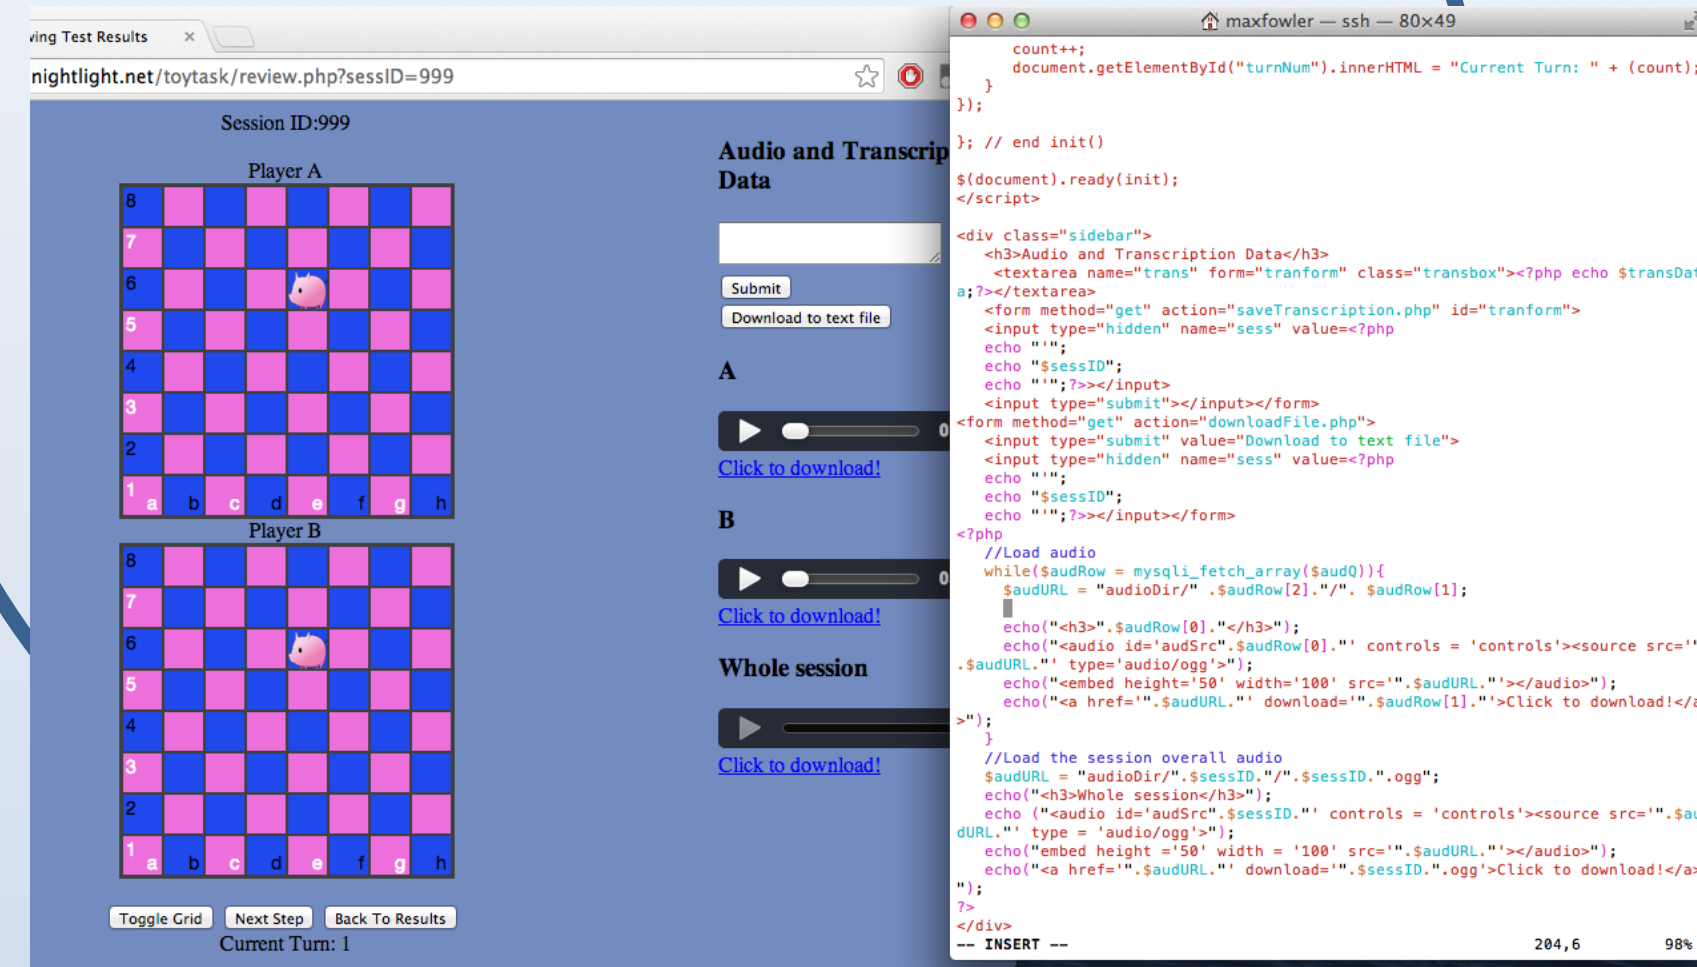 ving Test Results ×
nightlight.net/toytask/review.php?sessID=999
Session ID:999
Player A
8
7
6
5
4
3
2
1 a b c d e f g h
Player B
8
7
6
5
4
3
2
1 a b c d e f g h
Toggle Grid Next Step Back To Results
Current Turn: 1
Audio and Transcrip
Data
Submit
Download to text file
A
0
Click to download!
B
0
Click to download!
Whole session
Click to download!
maxfowler — ssh — 80×49
count++;
document.getElementById("turnNum").innerHTML = "Current Turn: " + (count);
}
});
}; // end init()
$(document).ready(init);
</script>
<div class="sidebar">
<h3>Audio and Transcription Data</h3>
<textarea name="trans" form="tranform" class="transbox"><?php echo $transDat
a;?></textarea>
<form method="get" action="saveTranscription.php" id="tranform">
<input type="hidden" name="sess" value=<?php
echo "'";
echo "$sessID";
echo "'";?>></input>
<input type="submit"></input></form>
<form method="get" action="downloadFile.php">
<input type="submit" value="Download to text file">
<input type="hidden" name="sess" value=<?php
echo "'";
echo "$sessID";
echo "'";?>></input></form>
<?php
//Load audio
while($audRow = mysqli_fetch_array($audQ)){
$audURL = "audioDir/" .$audRow[2]."/". $audRow[1];
echo("<h3>".$audRow[0]."</h3>");
echo("<audio id='audSrc".$audRow[0]."' controls = 'controls'><source src='"
.$audURL."' type='audio/ogg'>");
echo("<embed height='50' width='100' src='".$audURL."'></audio>");
echo("<a href='".$audURL."' download='".$audRow[1]."'>Click to download!</a
>");
}
//Load the session overall audio
$audURL = "audioDir/".$sessID."/".$sessID.".ogg";
echo("<h3>Whole session</h3>");
echo ("<audio id='audSrc".$sessID."' controls = 'controls'><source src='".$au
dURL."' type = 'audio/ogg'>");
echo("embed height ='50' width = '100' src='".$audURL."'></audio>");
echo("<a href='".$audURL."' download='".$sessID.".ogg'>Click to download!</a>
");
?>
</div>
-- INSERT -- 204,6 98%